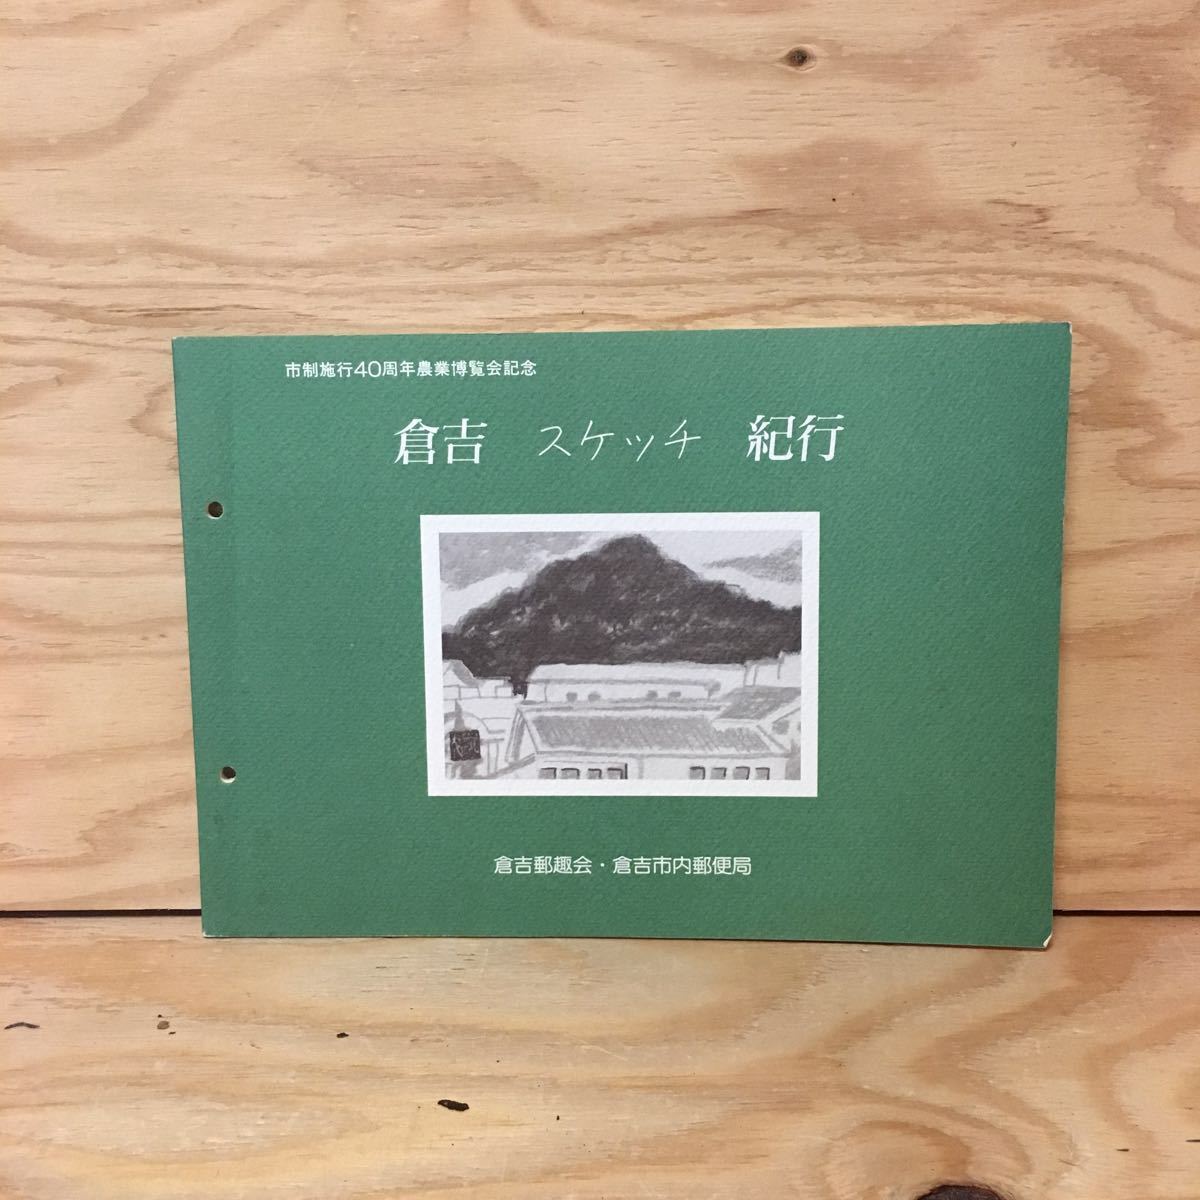 市制施行40周年農業博覧会記念
倉吉 スケッチ 紀行
倉吉郵趣会・倉吉市内郵便局